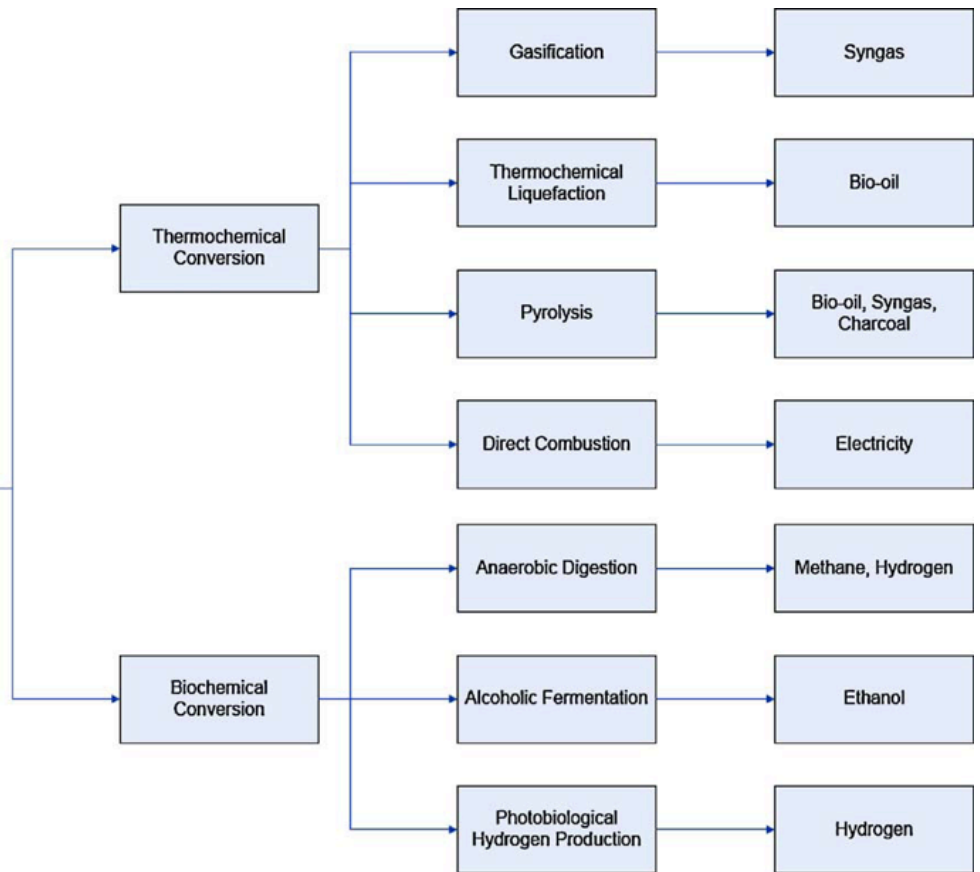 Gasification
Syngas
Thermochemical
Liquefaction
Bio-oil
Thermochemical
Conversion
Pyrolysis
Bio-oil, Syngas,
Charcoal
Direct Combustion
Electricity
Anaerobic Digestion
Methane, Hydrogen
Biochemical
Conversion
Alcoholic Fermentation
Ethanol
Photobiological
Hydrogen Production
Hydrogen